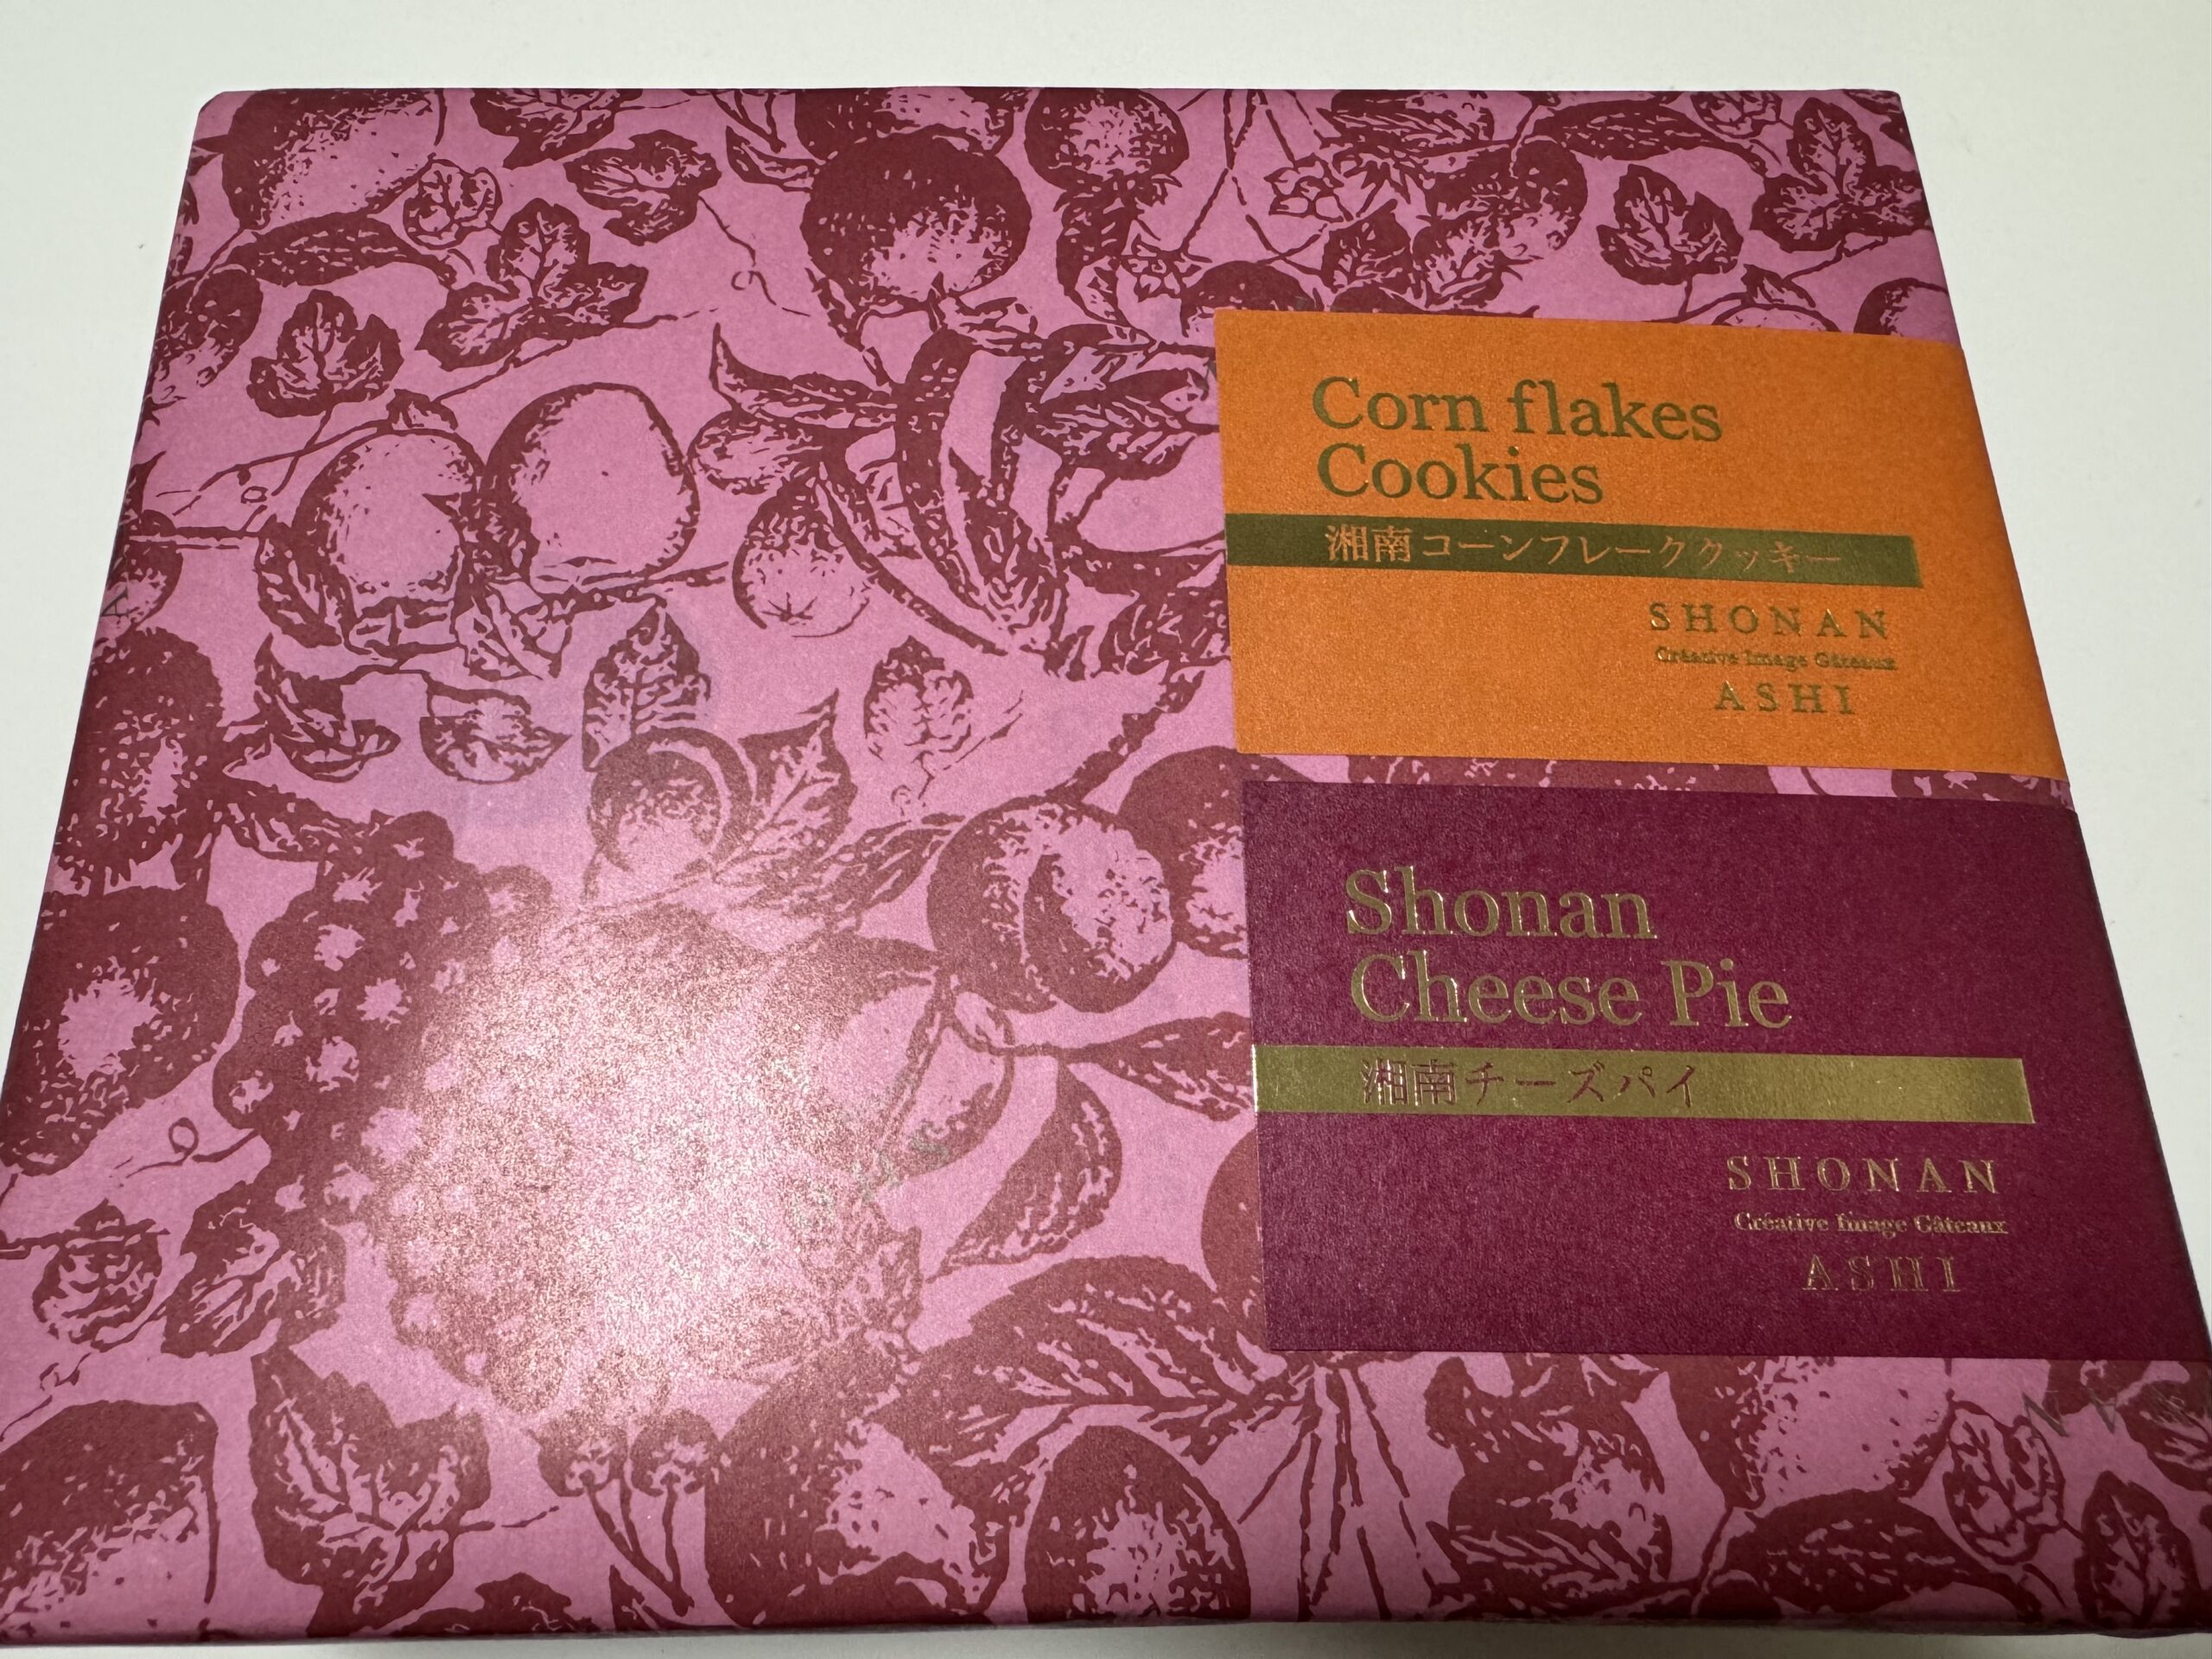 Corn flakes
Cookies
湘南コーンフレーククッキー
SHONAN
Créative Image Gâteaux
ASHI
Shonan
Cheese Pie
湘南チーズパイ
SHONAN
Créative Image Gâteaux
ASHI